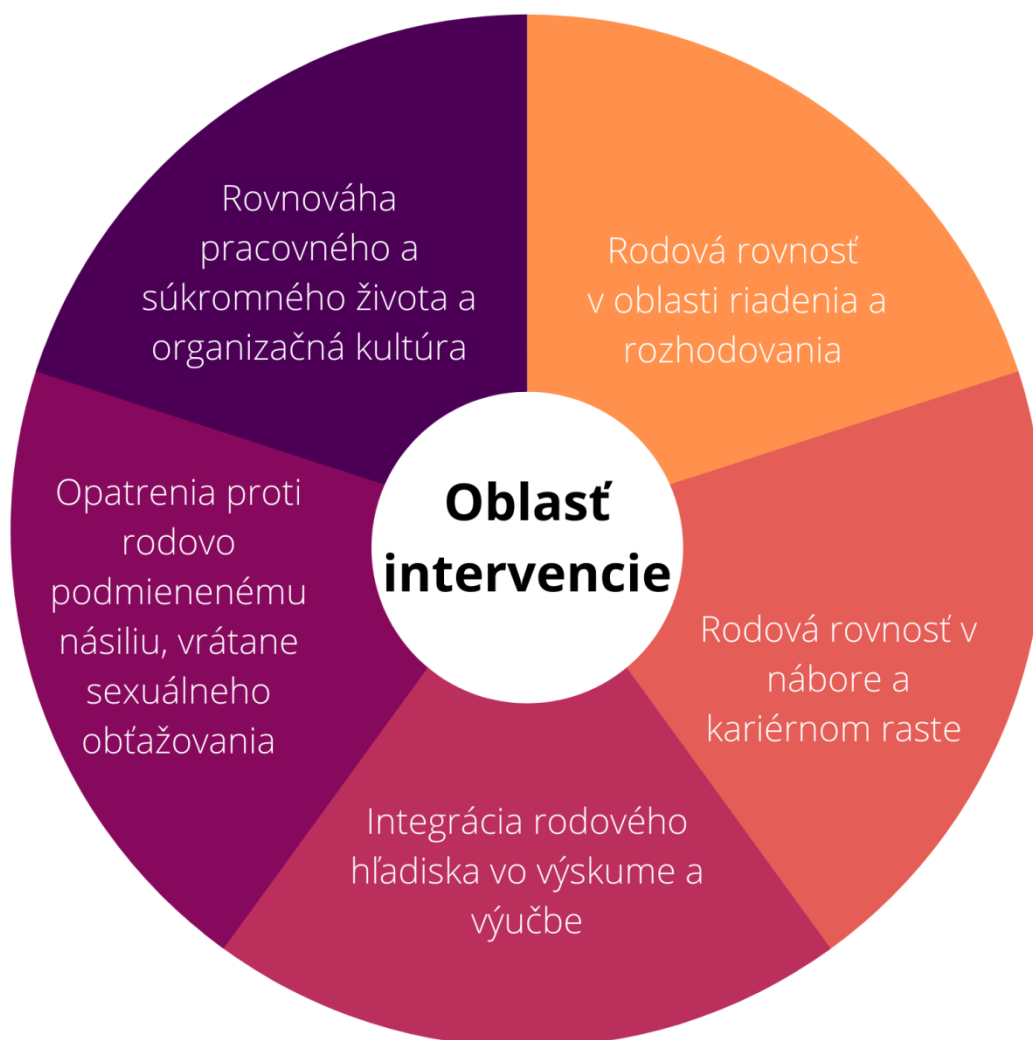 Rovnováha
pracovného a
súkromného života a
organizačná kultúra
Rodová rovnosť
v oblasti riadenia a
rozhodovania
Oblasť
intervencie
Opatrenia proti
rodovo
podmienenému
násiliu, vrátane
sexuálneho
obťažovania
Rodová rovnosť v
nábore a
kariérnom raste
Integrácia rodového
hľadiska vo výskume a
výučbe